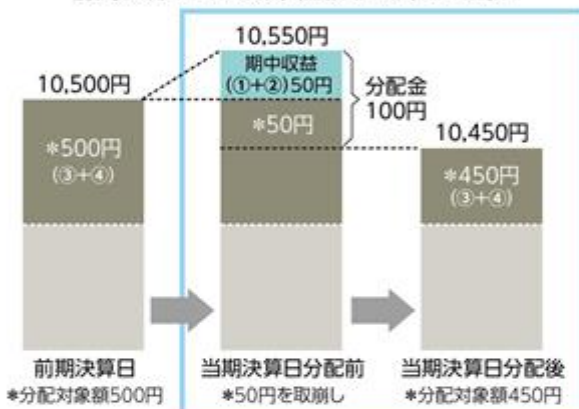 10,550円
期中収益
(①+②)50円
10,500円
分配金
100円
*50円
*500円
(③+④)
10,450円
*450円
(③+④)
前期決算日
*分配対象額500円
当期決算日分配前
*50円を取崩し
当期決算日分配後
*分配対象額450円